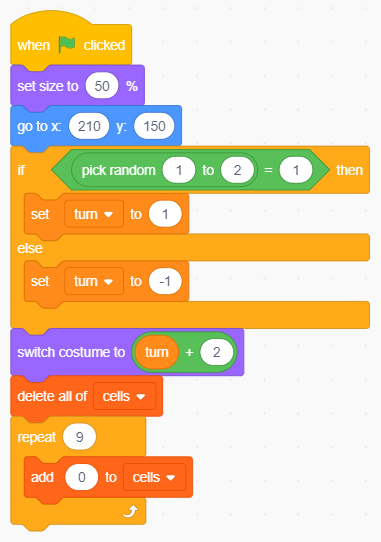 when clicked
set size to 50 %
go to x: 210 y: 150
if pick random 1 to 2 = 1 then
set turn to 1
else
set turn to -1
switch costume to turn + 2
delete all of cells
repeat 9
add 0 to cells